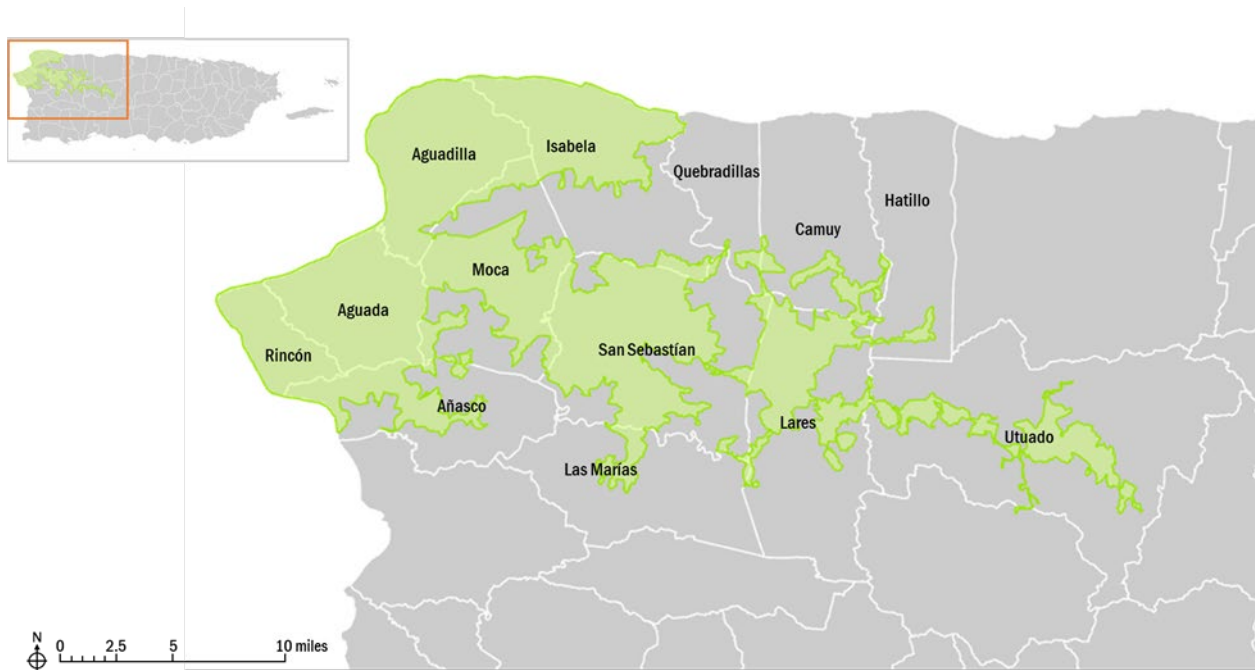 Aguadilla
Isabela
Quebradillas
Hatillo
Camuy
Moca
Aguada
San Sebastían
Rincón
Añasco
Lares
Utuado
Las Marías
N
0 2.5 5 10 miles